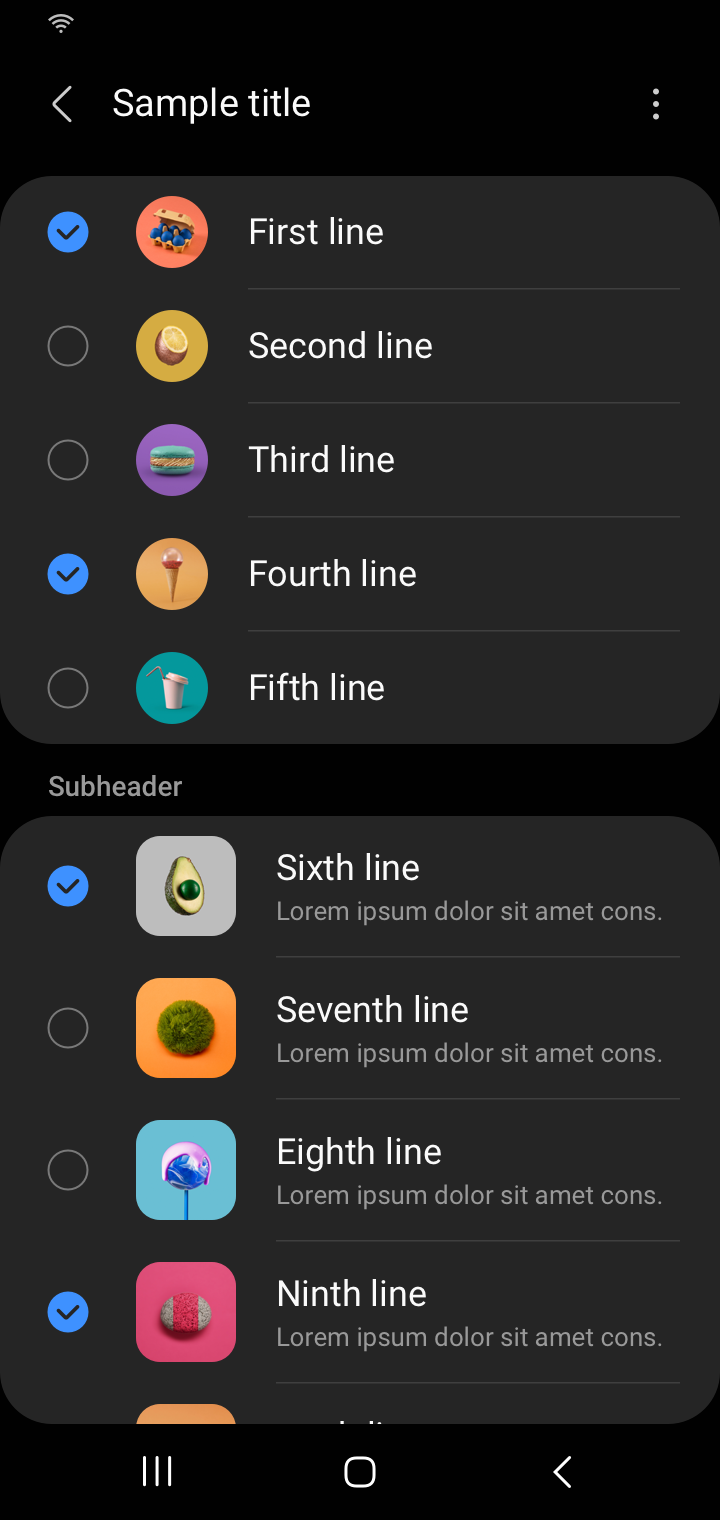 Sample title
First line
Second line
Third line
Fourth line
Fifth line
Subheader
Sixth line
Lorem ipsum dolor sit amet cons.
Seventh line
Lorem ipsum dolor sit amet cons.
Eighth line
Lorem ipsum dolor sit amet cons.
Ninth line
Lorem ipsum dolor sit amet cons.